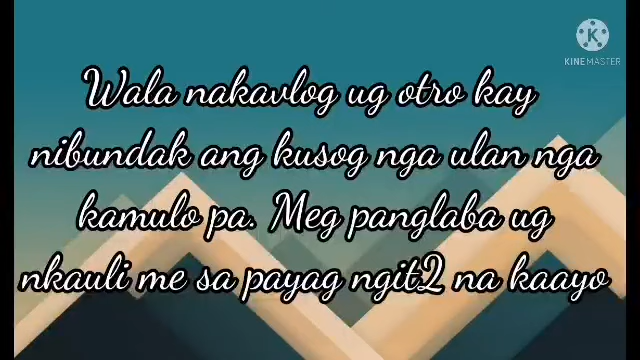 K
KINEMASTER
Wala nakavlog ug otro kay
nibundak ang kusog nga ulan nga
kamulo pa. Meg panglaba ug
nkauli me sa payag ngit2 na kaayo